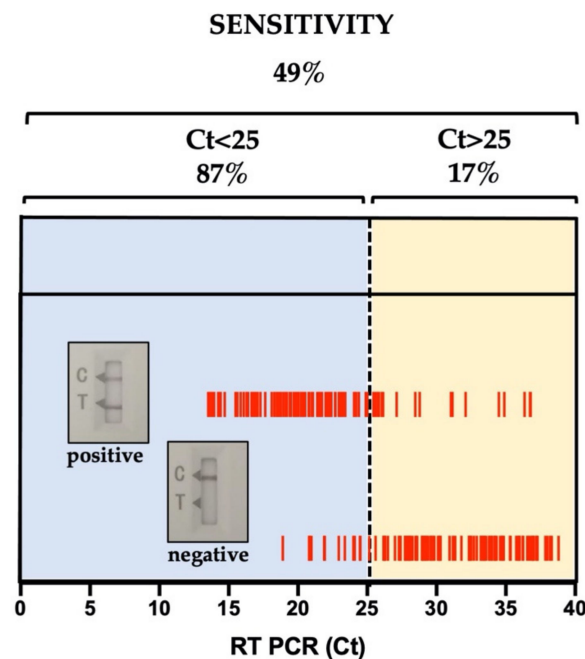 SENSITIVITY
49%
Ct<25 Ct>25
87% 17%
C
T
positive
C
T
negative
0 5 10 15 20 25 30 35 40
RT PCR (Ct)